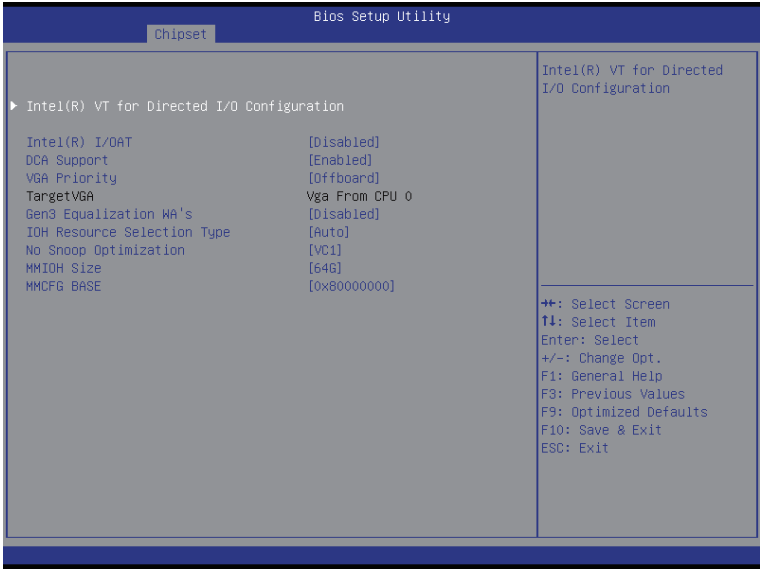 Bios Setup Utility
Chipset
Intel(R) VT for Directed I/O Configuration
Intel(R) I/OAT [Disabled]
DCA Support [Enabled]
VGA Priority [Offboard]
TargetVGA Vga From CPU 0
Gen3 Equalization WA's [Disabled]
IOH Resource Selection Type [Auto]
No Snoop Optimization [VC1]
MMIOH Size [64G]
MMCFG BASE [0x80000000]
Intel(R) VT for Directed
I/O Configuration
→←: Select Screen
↑↓: Select Item
Enter: Select
+/-: Change Opt.
F1: General Help
F3: Previous Values
F9: Optimized Defaults
F10: Save & Exit
ESC: Exit